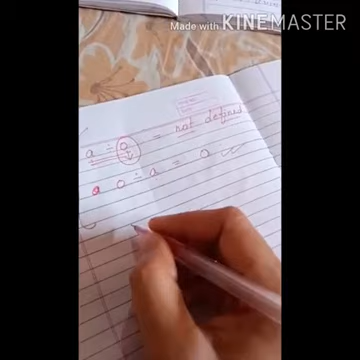 Made with KINEMASTER
a ÷ 0 = not defined
a 0 ÷ a = 0